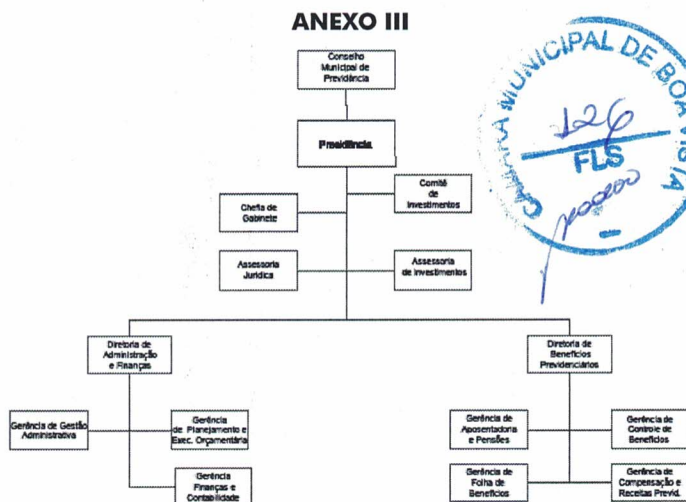 ANEXO III
Conselho
Municipal de
Previdência
CÂMARA MUNICIPAL DE BOA VISTA
126
FLS
Presidência
Comitê
de
Investimentos
Chefia de
Gabinete
Assessoria
Jurídica
Assessoria
de Investimentos
Diretoria de
Administração
e Finanças
Diretoria de
Benefícios
Previdenciários
Gerência de Gestão
Administrativa
Gerência
de Planejamento e
Exec. Orçamentária
Gerência de
Aposentadoria
e Pensões
Gerência de
Controle de
Benefícios
Gerência
Finanças e
Contabilidade
Gerência de
Folha de
Benefícios
Gerência de
Compensação e
Receitas Previd.